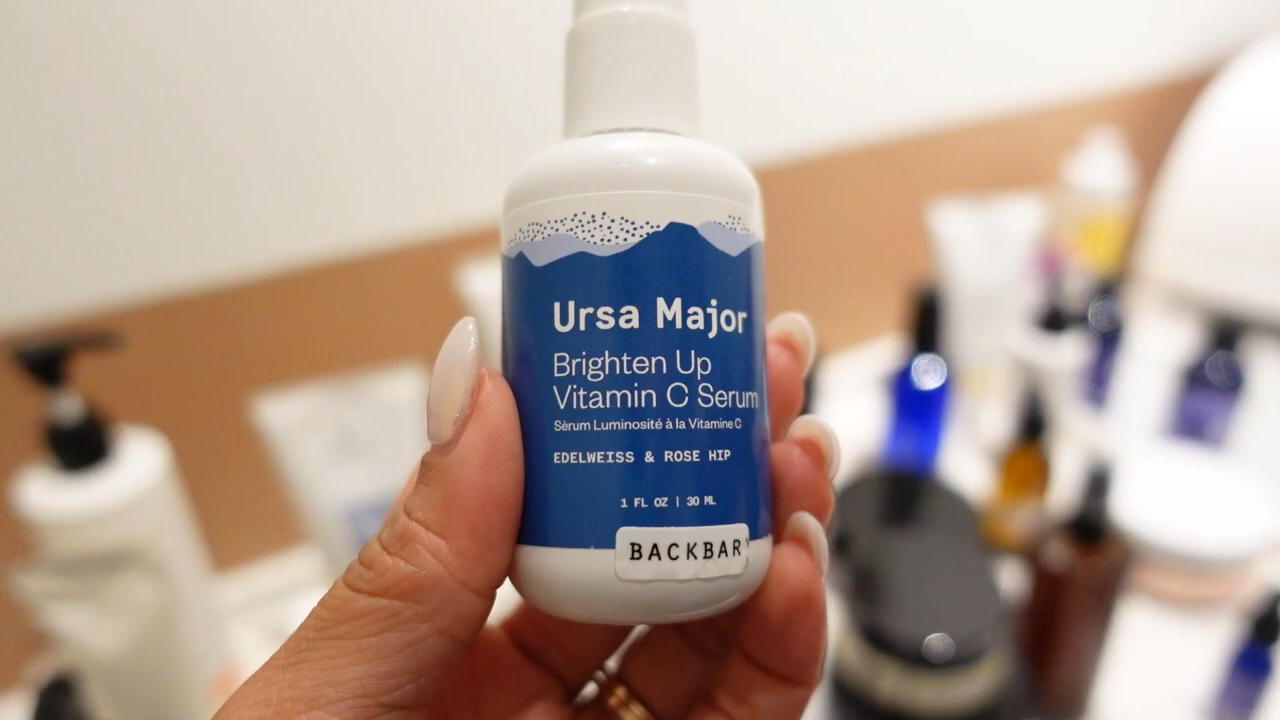 Ursa Major
Brighten Up
Vitamin C Serum
Sèrum Luminosité à la Vitamine C
EDELWEISS & ROSE HIP
1 FL OZ | 30 ML
BACKBAR